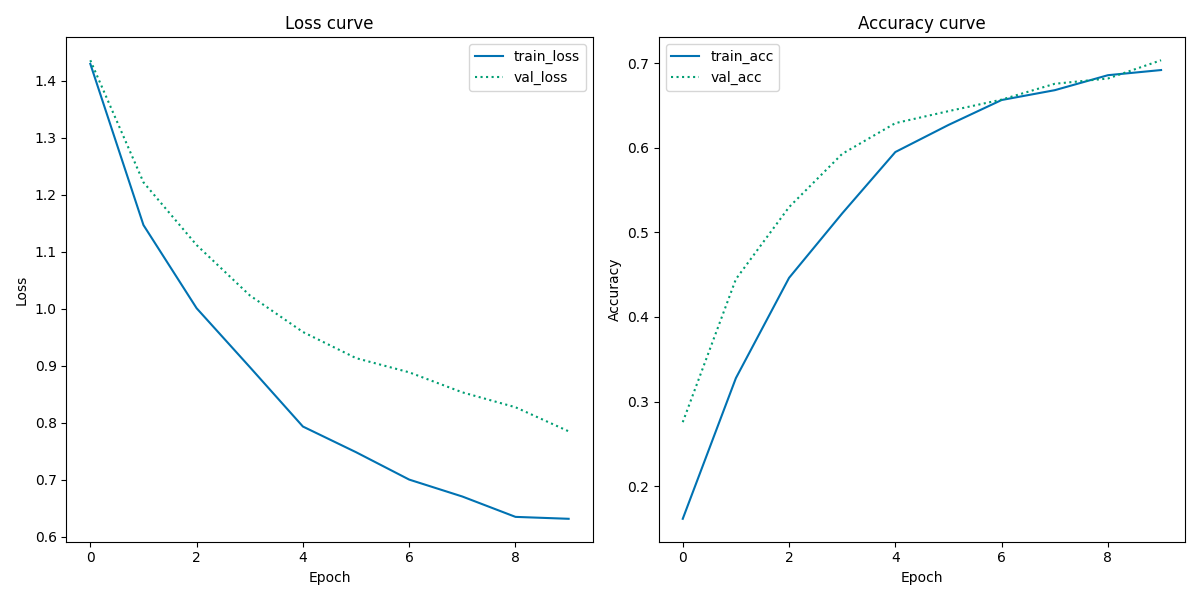 Loss curve
train_loss
val_loss
1.4
1.3
1.2
1.1
1.0
0.9
0.8
0.7
0.6
Loss
0 2 4 6 8
Epoch
Accuracy curve
train_acc
val_acc
0.7
0.6
0.5
0.4
0.3
0.2
Accuracy
0 2 4 6 8
Epoch